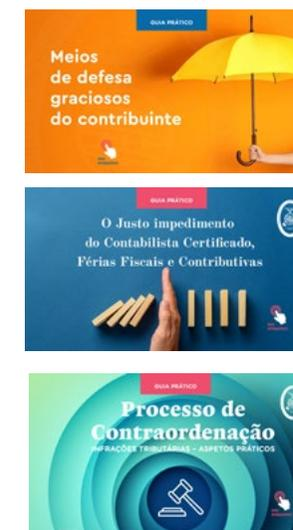 GUIA PRÁTICO
Meios
de defesa
graciosos
do contribuinte
GUIA PRÁTICO
O Justo impedimento
do Contabilista Certificado,
Férias Fiscais e Contributivas
GUIA PRÁTICO
Processo de
Contraordenação
INFRAÇÕES TRIBUTÁRIAS – ASPETOS PRÁTICOS